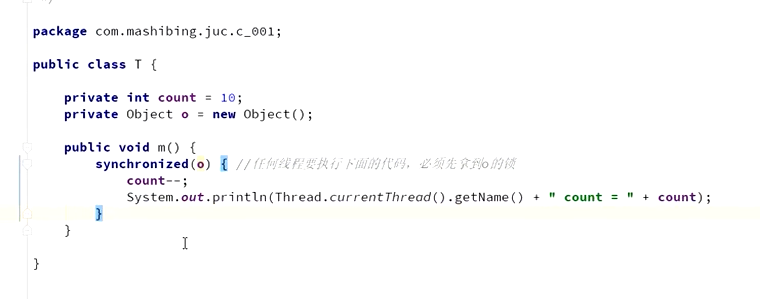 package com.mashibing.juc.c_001;
public class T {
private int count = 10;
private Object o = new Object();
public void m() {
synchronized(o) { //任何线程要执行下面的代码，必须先拿到o的锁
count--;
System.out.println(Thread.currentThread().getName() + " count = " + count);
}
}
}